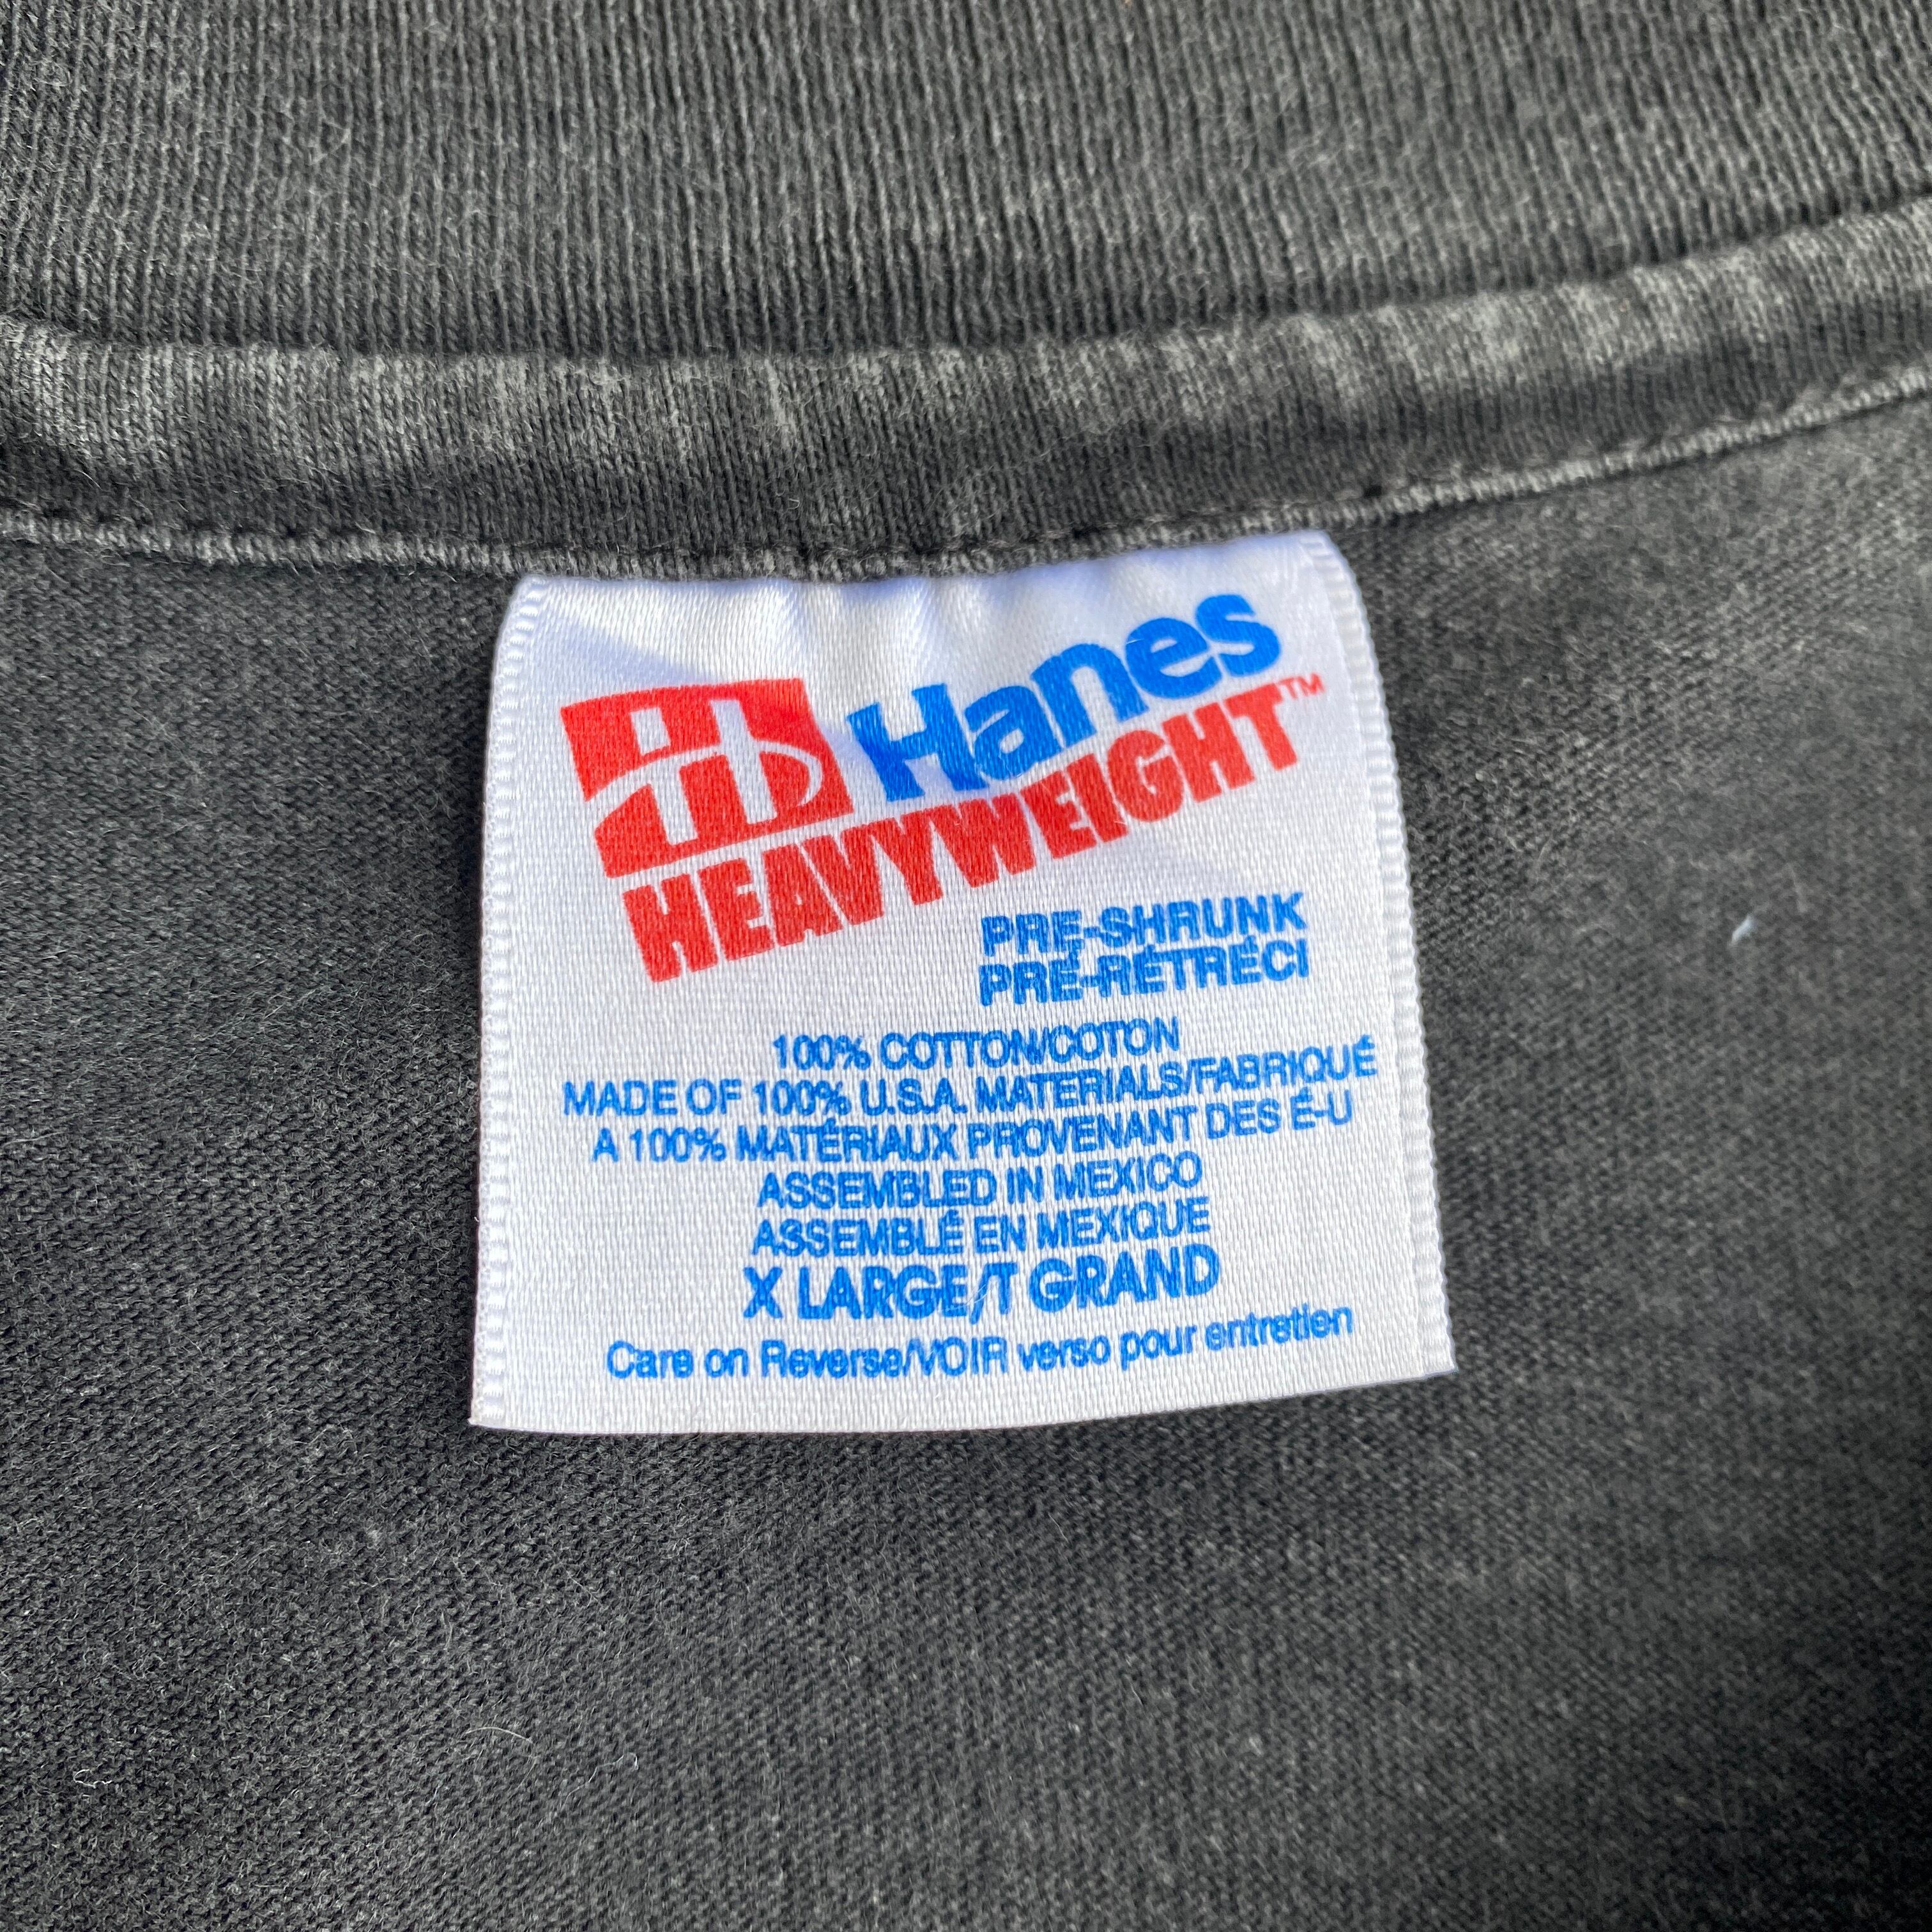 Hanes
HEAVYWEIGHT™
PRE-SHRUNK
PRÉ-RÉTRÉCI
100% COTTON/COTON
MADE OF 100% U.S.A. MATERIALS/FABRIQUÉ
A 100% MATÉRIAUX PROVENANT DES É-U
ASSEMBLED IN MEXICO
ASSEMBLÉ EN MEXIQUE
X LARGE/T GRAND
Care on Reverse/VOIR verso pour entretien